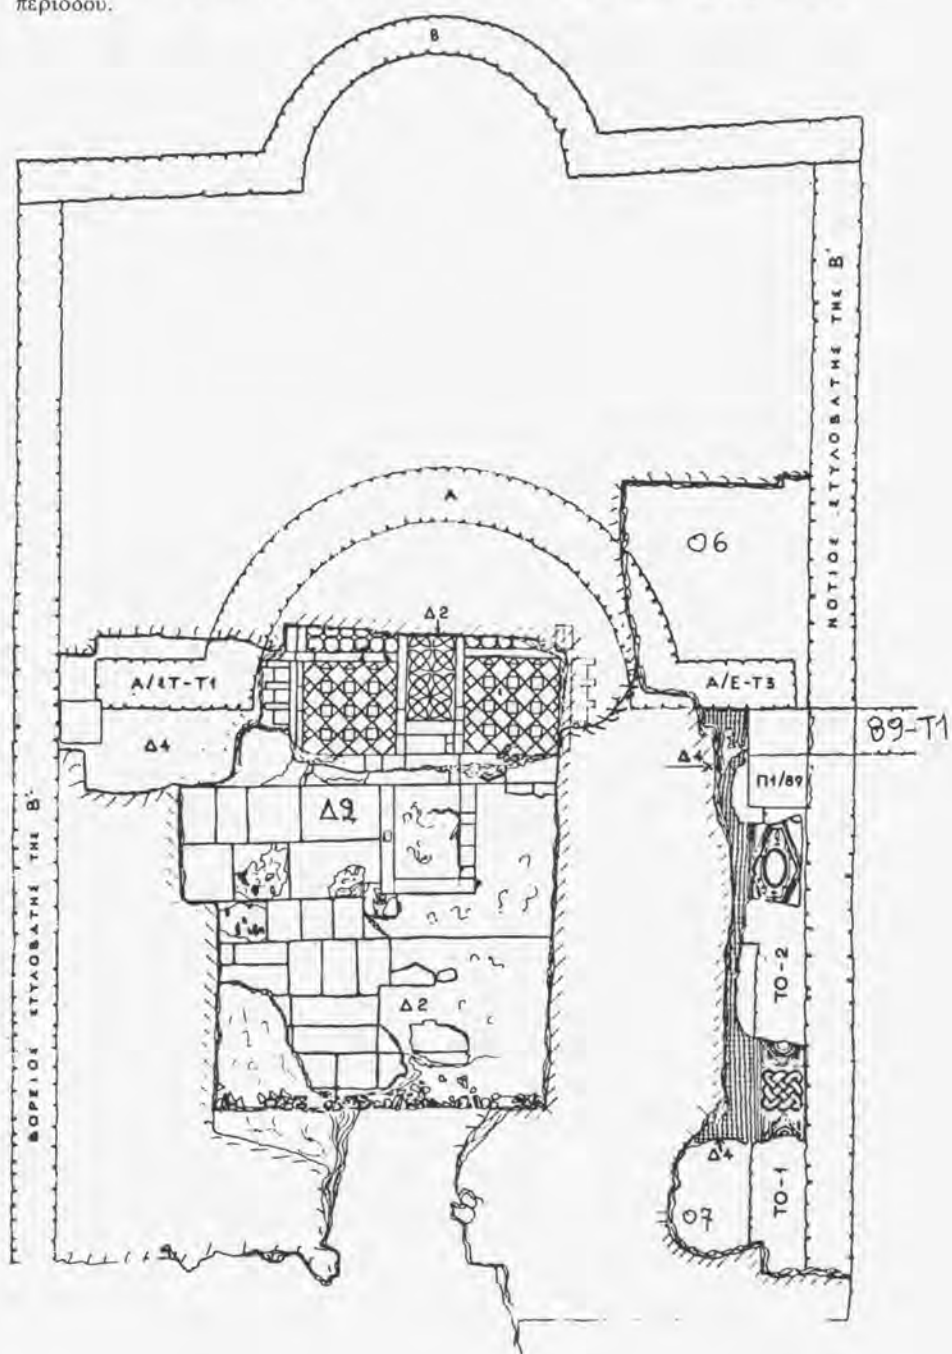 περιόδου.
Β
ΝΟΤΙΟΣ ΣΤΥΛΟΒΑΤΗΣ ΤΗΣ Β'
Α
Ο6
Δ2
Α/ΣΤ-Τ1
Α/Ε-Τ3
89-Τ1
Δ4
Δ4
Π1/89
Δ2
ΤΟ-2
Δ2
ΒΟΡΕΙΟΣ ΣΤΥΛΟΒΑΤΗΣ ΤΗΣ Β'
Δ4
ΤΟ-1
Ο7